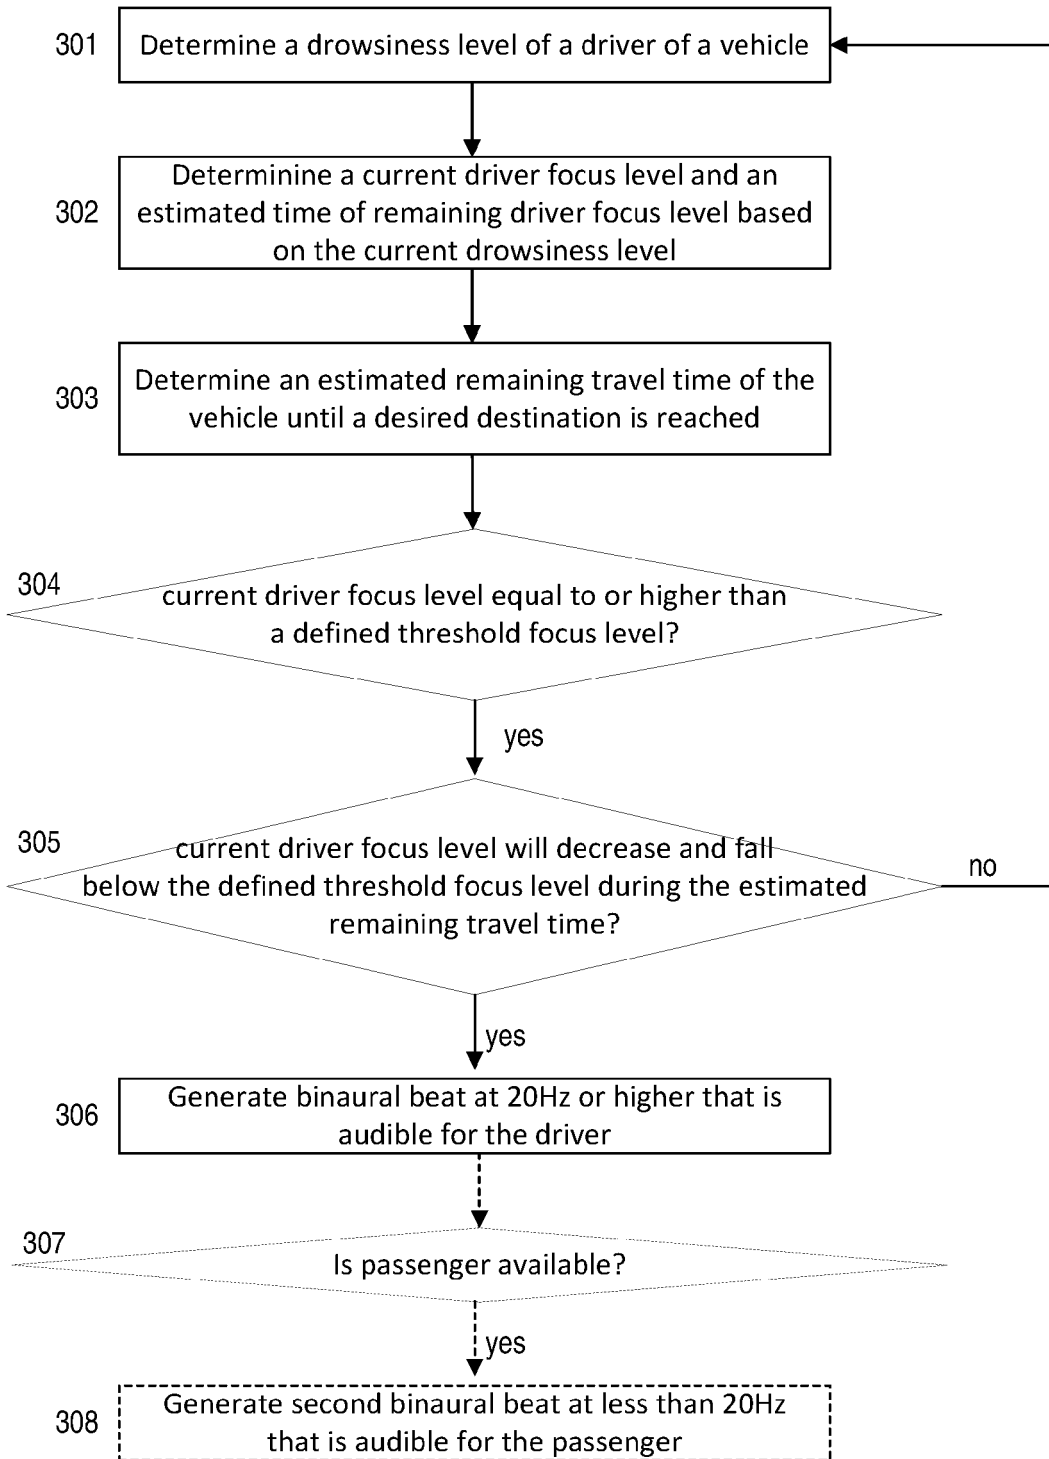 301
Determine a drowsiness level of a driver of a vehicle
302
Determinine a current driver focus level and an
estimated time of remaining driver focus level based
on the current drowsiness level
303
Determine an estimated remaining travel time of the
vehicle until a desired destination is reached
304
current driver focus level equal to or higher than
a defined threshold focus level?
yes
305
current driver focus level will decrease and fall
below the defined threshold focus level during the estimated
remaining travel time?
no
yes
306
Generate binaural beat at 20Hz or higher that is
audible for the driver
307
Is passenger available?
yes
308
Generate second binaural beat at less than 20Hz
that is audible for the passenger